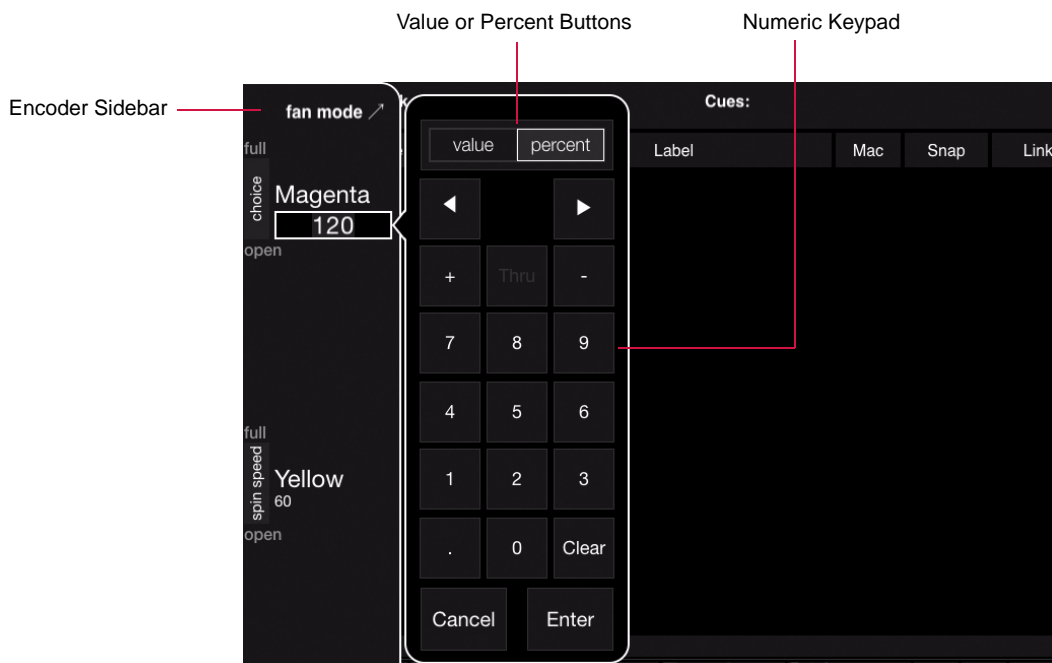 Value or Percent Buttons
Numeric Keypad
Encoder Sidebar
fan mode
Cues:
full
value
percent
Label
Mac
Snap
Link
choice
Magenta
120
open
+
Thru
-
7
8
9
4
5
6
full
spin speed
Yellow
60
1
2
3
open
.
0
Clear
Cancel
Enter